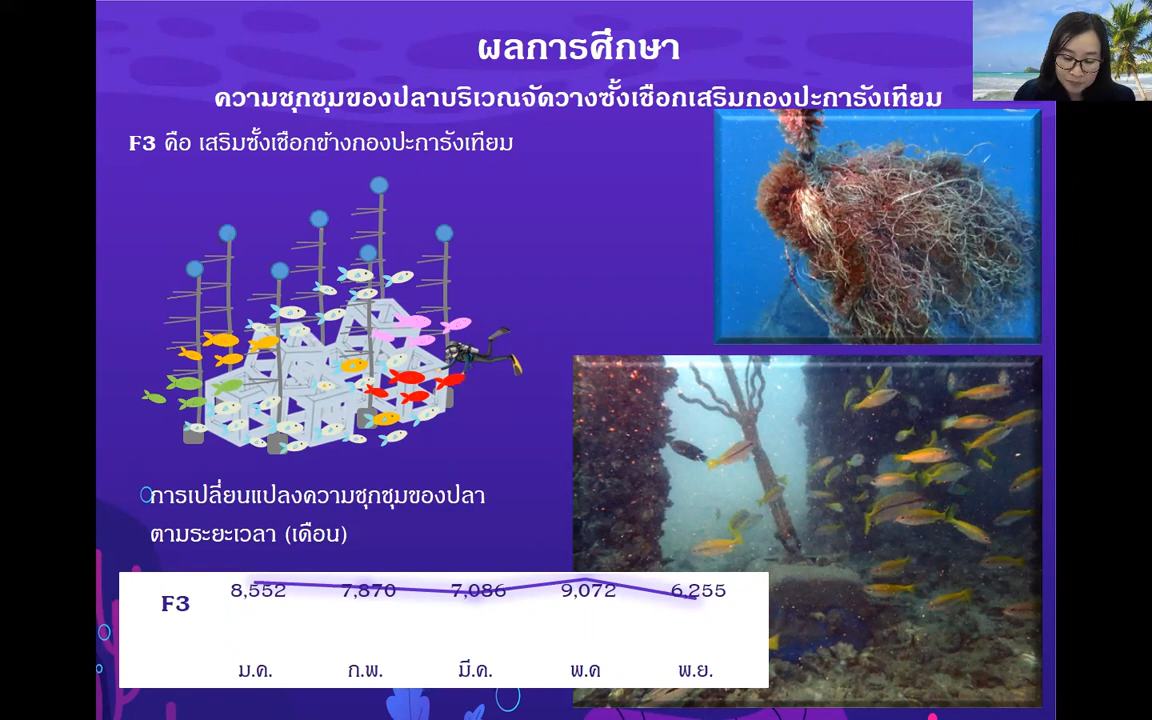 ผลการศึกษา
ความชุกชุมของปลาบริเวณจัดวางซั้งเชือกเสริมกองปะการังเทียม
F3 คือ เสริมซั้งเชือกข้างกองปะการังเทียม
การเปลี่ยนแปลงความชุกชุมของปลา
ตามระยะเวลา (เดือน)
F3 8,552 7,870 7,086 9,072 6,255
ม.ค. ก.พ. มี.ค. พ.ค พ.ย.